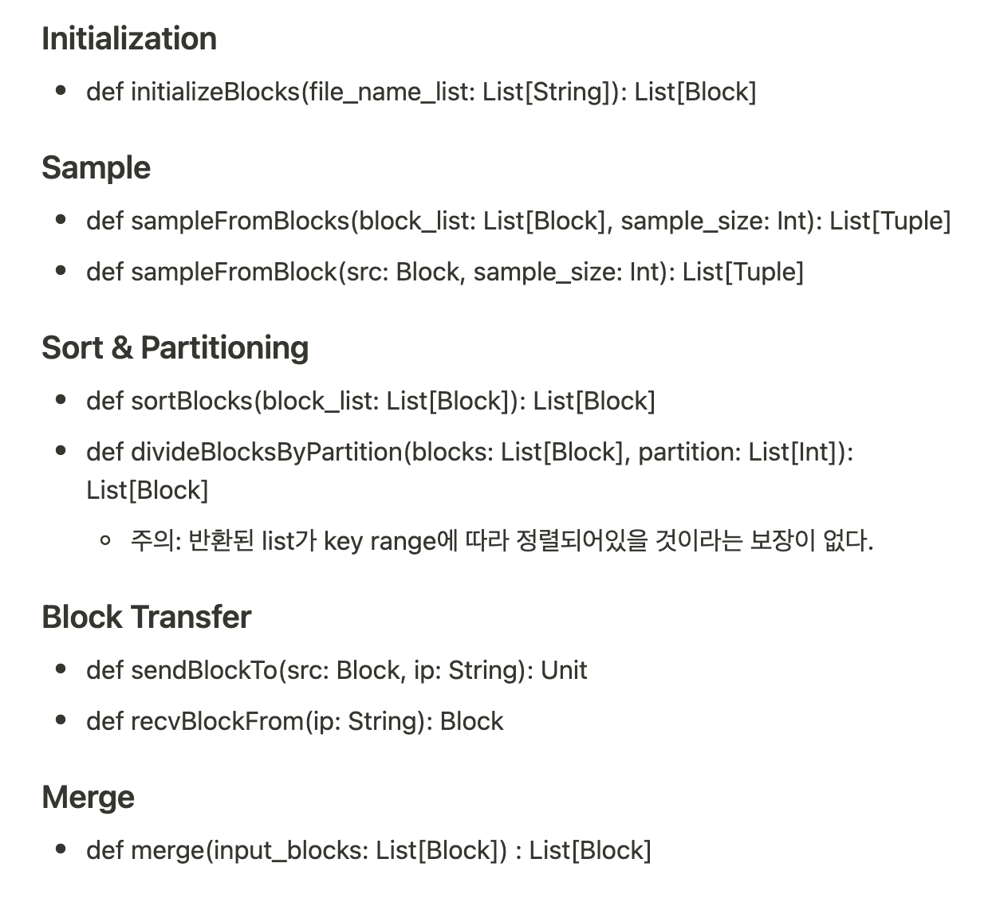 Initialization
• def initializeBlocks(file_name_list: List[String]): List[Block]
Sample
• def sampleFromBlocks(block_list: List[Block], sample_size: Int): List[Tuple]
• def sampleFromBlock(src: Block, sample_size: Int): List[Tuple]
Sort & Partitioning
• def sortBlocks(block_list: List[Block]): List[Block]
• def divideBlocksByPartition(blocks: List[Block], partition: List[Int]):
List[Block]
◦ 주의: 반환된 list가 key range에 따라 정렬되어있을 것이라는 보장이 없다.
Block Transfer
• def sendBlockTo(src: Block, ip: String): Unit
• def recvBlockFrom(ip: String): Block
Merge
• def merge(input_blocks: List[Block]) : List[Block]